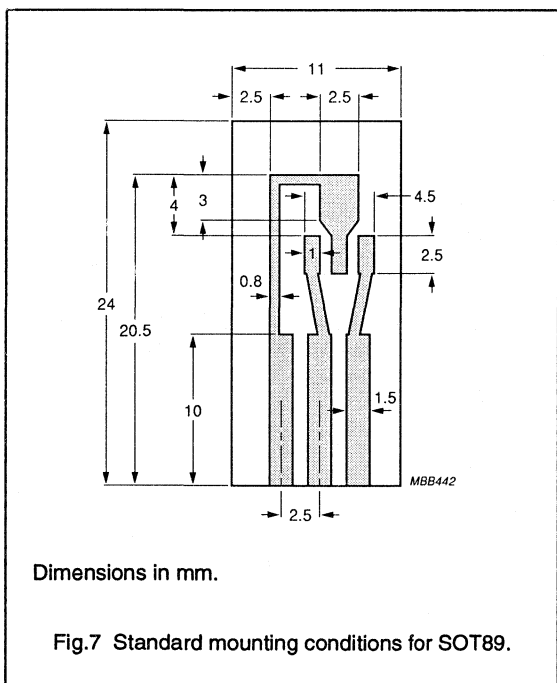 11
2.5 2.5
4 3 4.5
1 2.5
0.8
24
20.5
10 1.5
MBB442
2.5
Dimensions in mm.
Fig.7 Standard mounting conditions for SOT89.